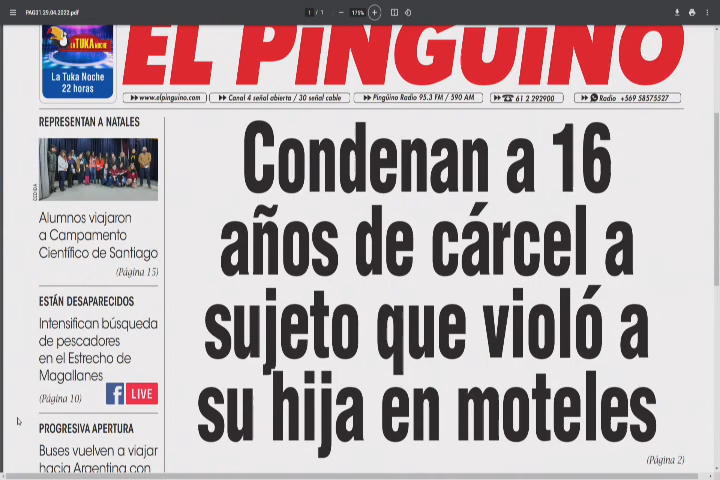 PAG01 29.04.2022.pdf
1 / 1
175%
LA TUKA NOCHE
La Tuka Noche
22 horas
EL PINGÜINO
www.elpinguino.com
Canal 4 señal abierta / 30 señal cable
Pingüino Radio 95.3 FM / 590 AM
61 2 292900
Radio +569 58575527
REPRESENTAN A NATALES
Alumnos viajaron
a Campamento
Científico de Santiago
(Página 15)
ESTÁN DESAPARECIDOS
Intensifican búsqueda
de pescadores
en el Estrecho de
Magallanes
(Página 10)
f LIVE
PROGRESIVA APERTURA
Buses vuelven a viajar
hacia Argentina con
Condenan a 16
años de cárcel a
sujeto que violó a
su hija en moteles
(Página 2)